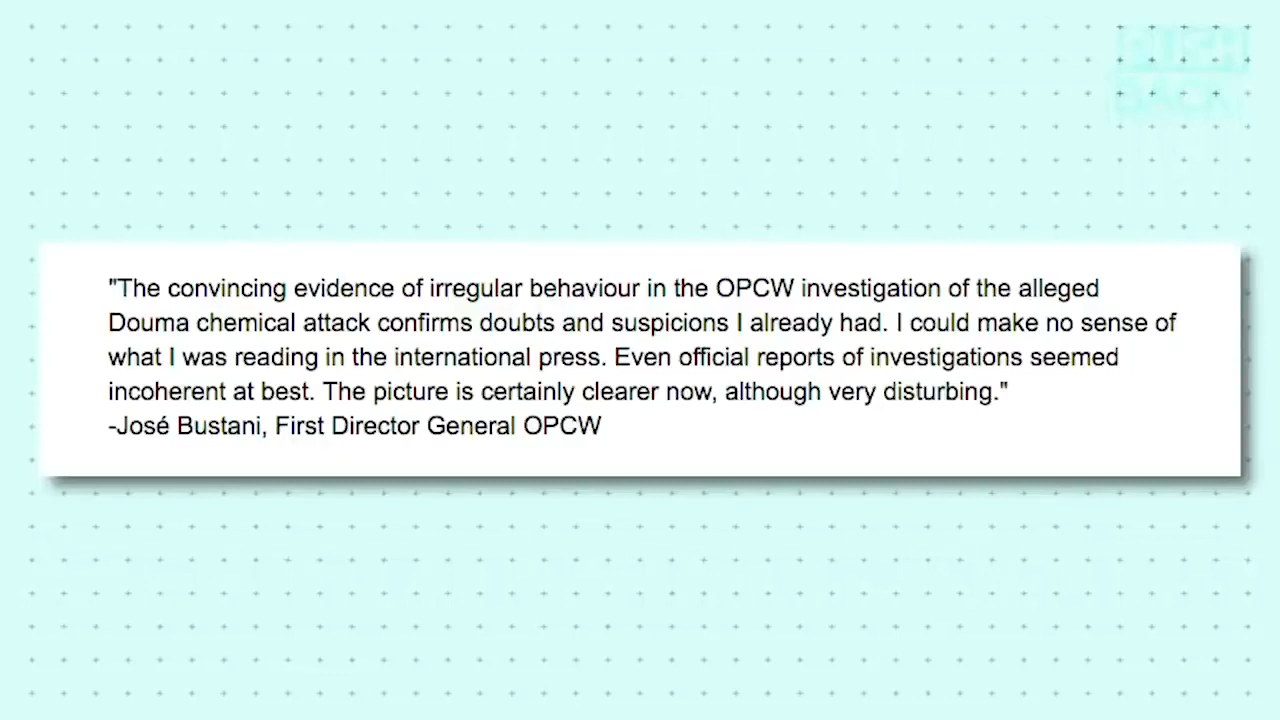 PUSH
BACK
"The convincing evidence of irregular behaviour in the OPCW investigation of the alleged
Douma chemical attack confirms doubts and suspicions I already had. I could make no sense of
what I was reading in the international press. Even official reports of investigations seemed
incoherent at best. The picture is certainly clearer now, although very disturbing."
-José Bustani, First Director General OPCW